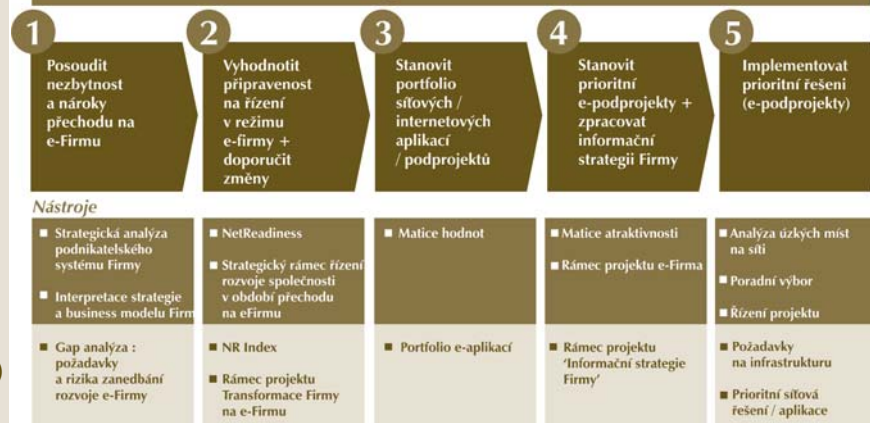 1
Posoudit
nezbytnost
a nároky
přechodu na
e-Firmu
2
Vyhodnotit
připravenost
na řízení
v režimu
e-firmy +
doporučit
změny
3
Stanovit
portfolio
síťových /
internetových
aplikací
/ podprojektů
4
Stanovit
prioritní
e-podprojekty +
zpracovat
informační
strategii Firmy
5
Implementovat
prioritní řešeni
(e-podprojekty)
Nástroje
Strategická analýza
podnikatelského
systému Firmy
Interpretace strategie
a business modelu Firm
NetReadiness
Strategický rámec řízení
rozvoje společnosti
v období přechodu
na eFirmu
Matice hodnot
Matice atraktivnosti
Rámec projektu e-Firma
Analýza úzkých míst
na síti
Poradní výbor
Řízení projektu
Gap analýza :
požadavky
a rizika zanedbání
rozvoje e-Firmy
NR Index
Rámec projektu
Transformace Firmy
na e-Firmu
Portfolio e-aplikací
Rámec projektu
‘Informační strategie
Firmy’
Požadavky
na infrastrukturu
Prioritní síťová
řešení / aplikace